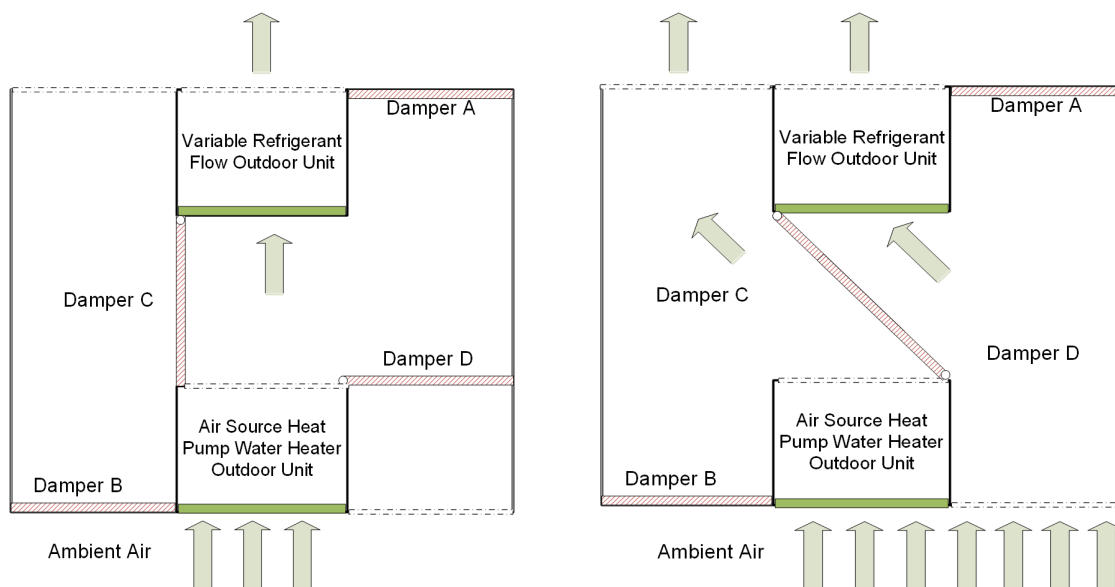 Damper A
Variable Refrigerant
Flow Outdoor Unit
Damper C
Damper D
Air Source Heat
Pump Water Heater
Outdoor Unit
Damper B
Ambient Air
Damper A
Variable Refrigerant
Flow Outdoor Unit
Damper C
Damper D
Air Source Heat
Pump Water Heater
Outdoor Unit
Damper B
Ambient Air